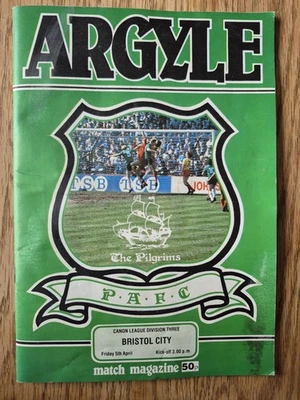 ARGYLE
TSB TSB
The Pilgrims
P·A·F·C
CANON LEAGUE DIVISION THREE
BRISTOL CITY
Friday 5th April Kick-off 3.00 p.m.
match magazine 50p